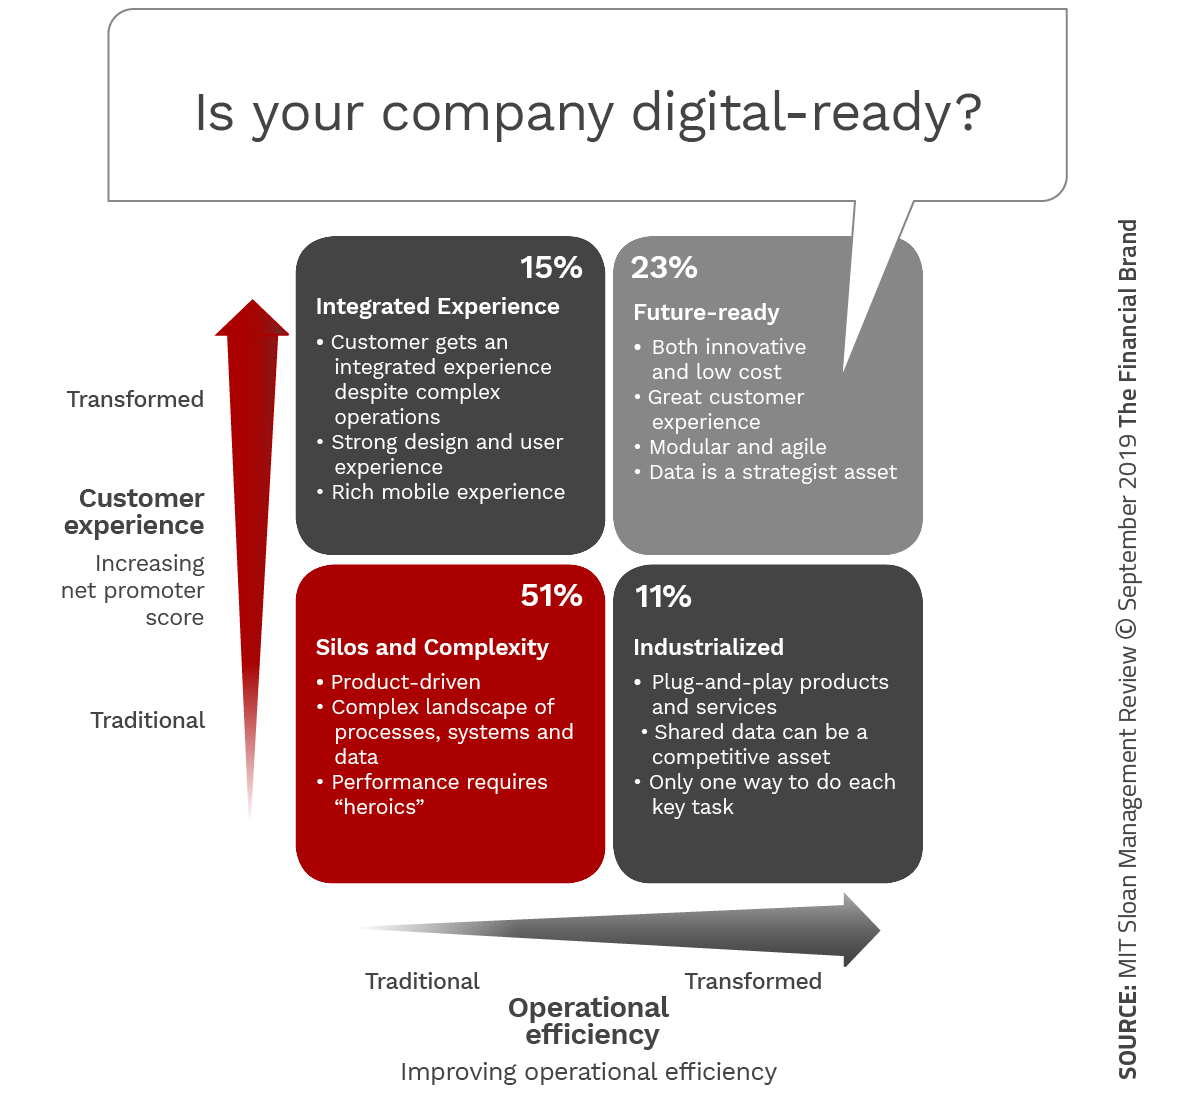 Is your company digital-ready?
15%
Integrated Experience
• Customer gets an
integrated experience
despite complex
operations
• Strong design and user
experience
• Rich mobile experience
23%
Future-ready
• Both innovative
and low cost
• Great customer
experience
• Modular and agile
• Data is a strategist asset
Transformed
Customer
experience
Increasing
net promoter
score
Traditional
51%
Silos and Complexity
• Product-driven
• Complex landscape of
processes, systems and
data
• Performance requires
“heroics”
11%
Industrialized
• Plug-and-play products
and services
• Shared data can be a
competitive asset
• Only one way to do each
key task
Traditional
Transformed
Operational
efficiency
Improving operational efficiency
SOURCE: MIT Sloan Management Review © September 2019 The Financial Brand